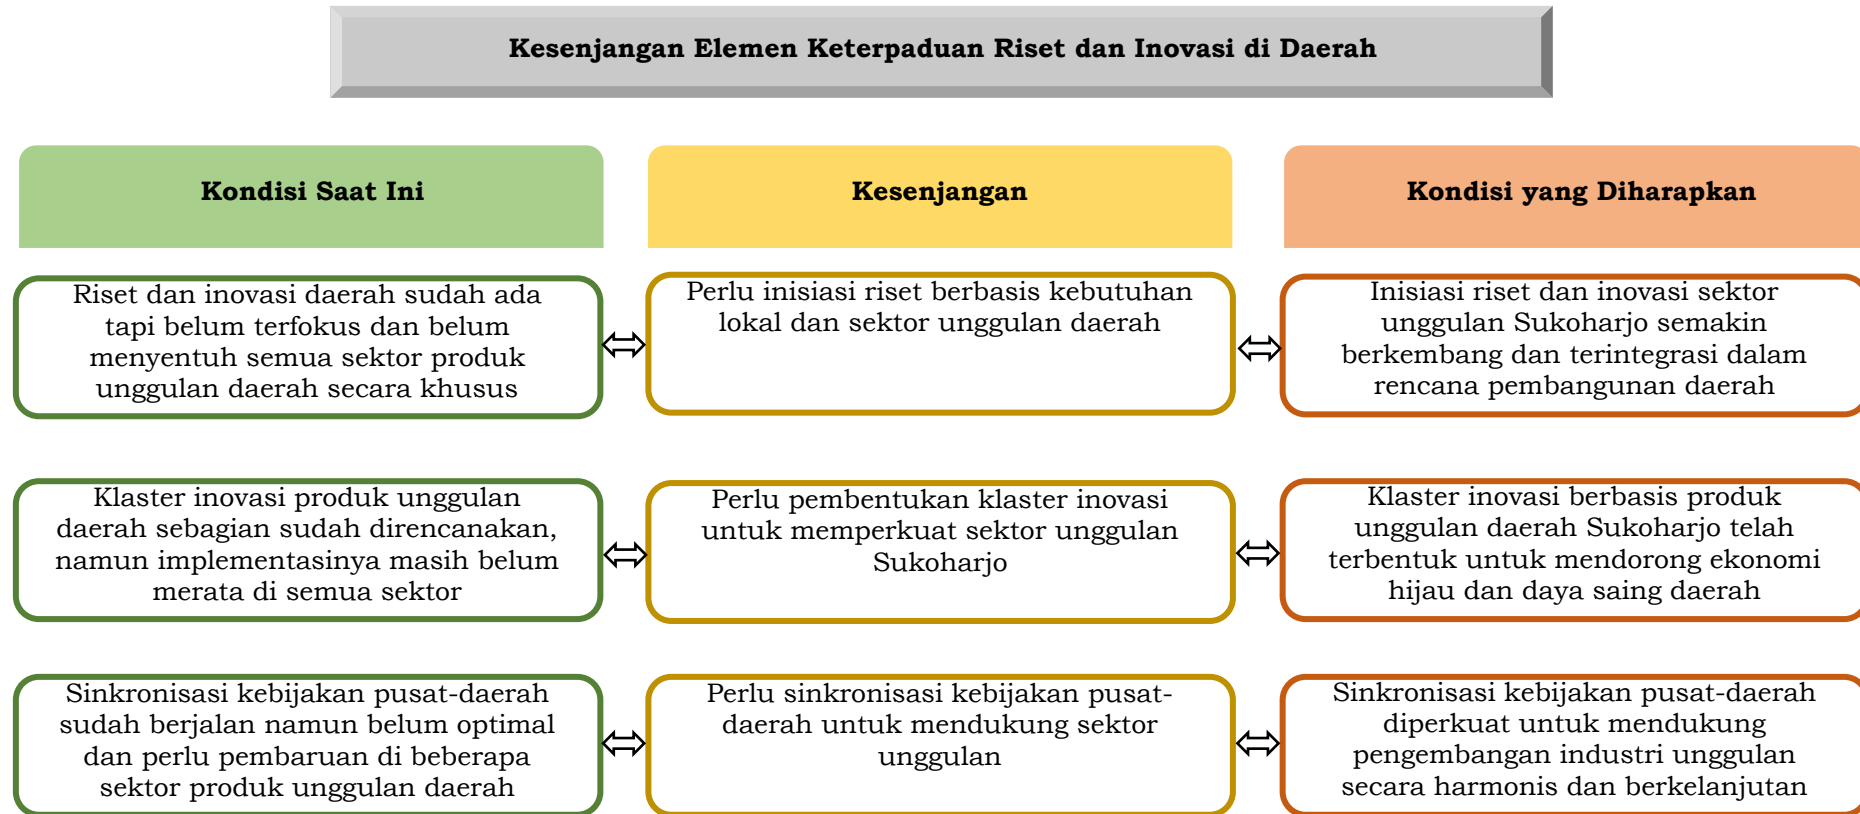 Kesenjangan Elemen Keterpaduan Riset dan Inovasi di Daerah
Kondisi Saat Ini
Kesenjangan
Kondisi yang Diharapkan
Riset dan inovasi daerah sudah ada
tapi belum terfokus dan belum
menyentuh semua sektor produk
unggulan daerah secara khusus
Perlu inisiasi riset berbasis kebutuhan
lokal dan sektor unggulan daerah
Inisiasi riset dan inovasi sektor
unggulan Sukoharjo semakin
berkembang dan terintegrasi dalam
rencana pembangunan daerah
Klaster inovasi produk unggulan
daerah sebagian sudah direncanakan,
namun implementasinya masih belum
merata di semua sektor
Perlu pembentukan klaster inovasi
untuk memperkuat sektor unggulan
Sukoharjo
Klaster inovasi berbasis produk
unggulan daerah Sukoharjo telah
terbentuk untuk mendorong ekonomi
hijau dan daya saing daerah
Sinkronisasi kebijakan pusat-daerah
sudah berjalan namun belum optimal
dan perlu pembaruan di beberapa
sektor produk unggulan daerah
Perlu sinkronisasi kebijakan pusat-
daerah untuk mendukung sektor
unggulan
Sinkronisasi kebijakan pusat-daerah
diperkuat untuk mendukung
pengembangan industri unggulan
secara harmonis dan berkelanjutan